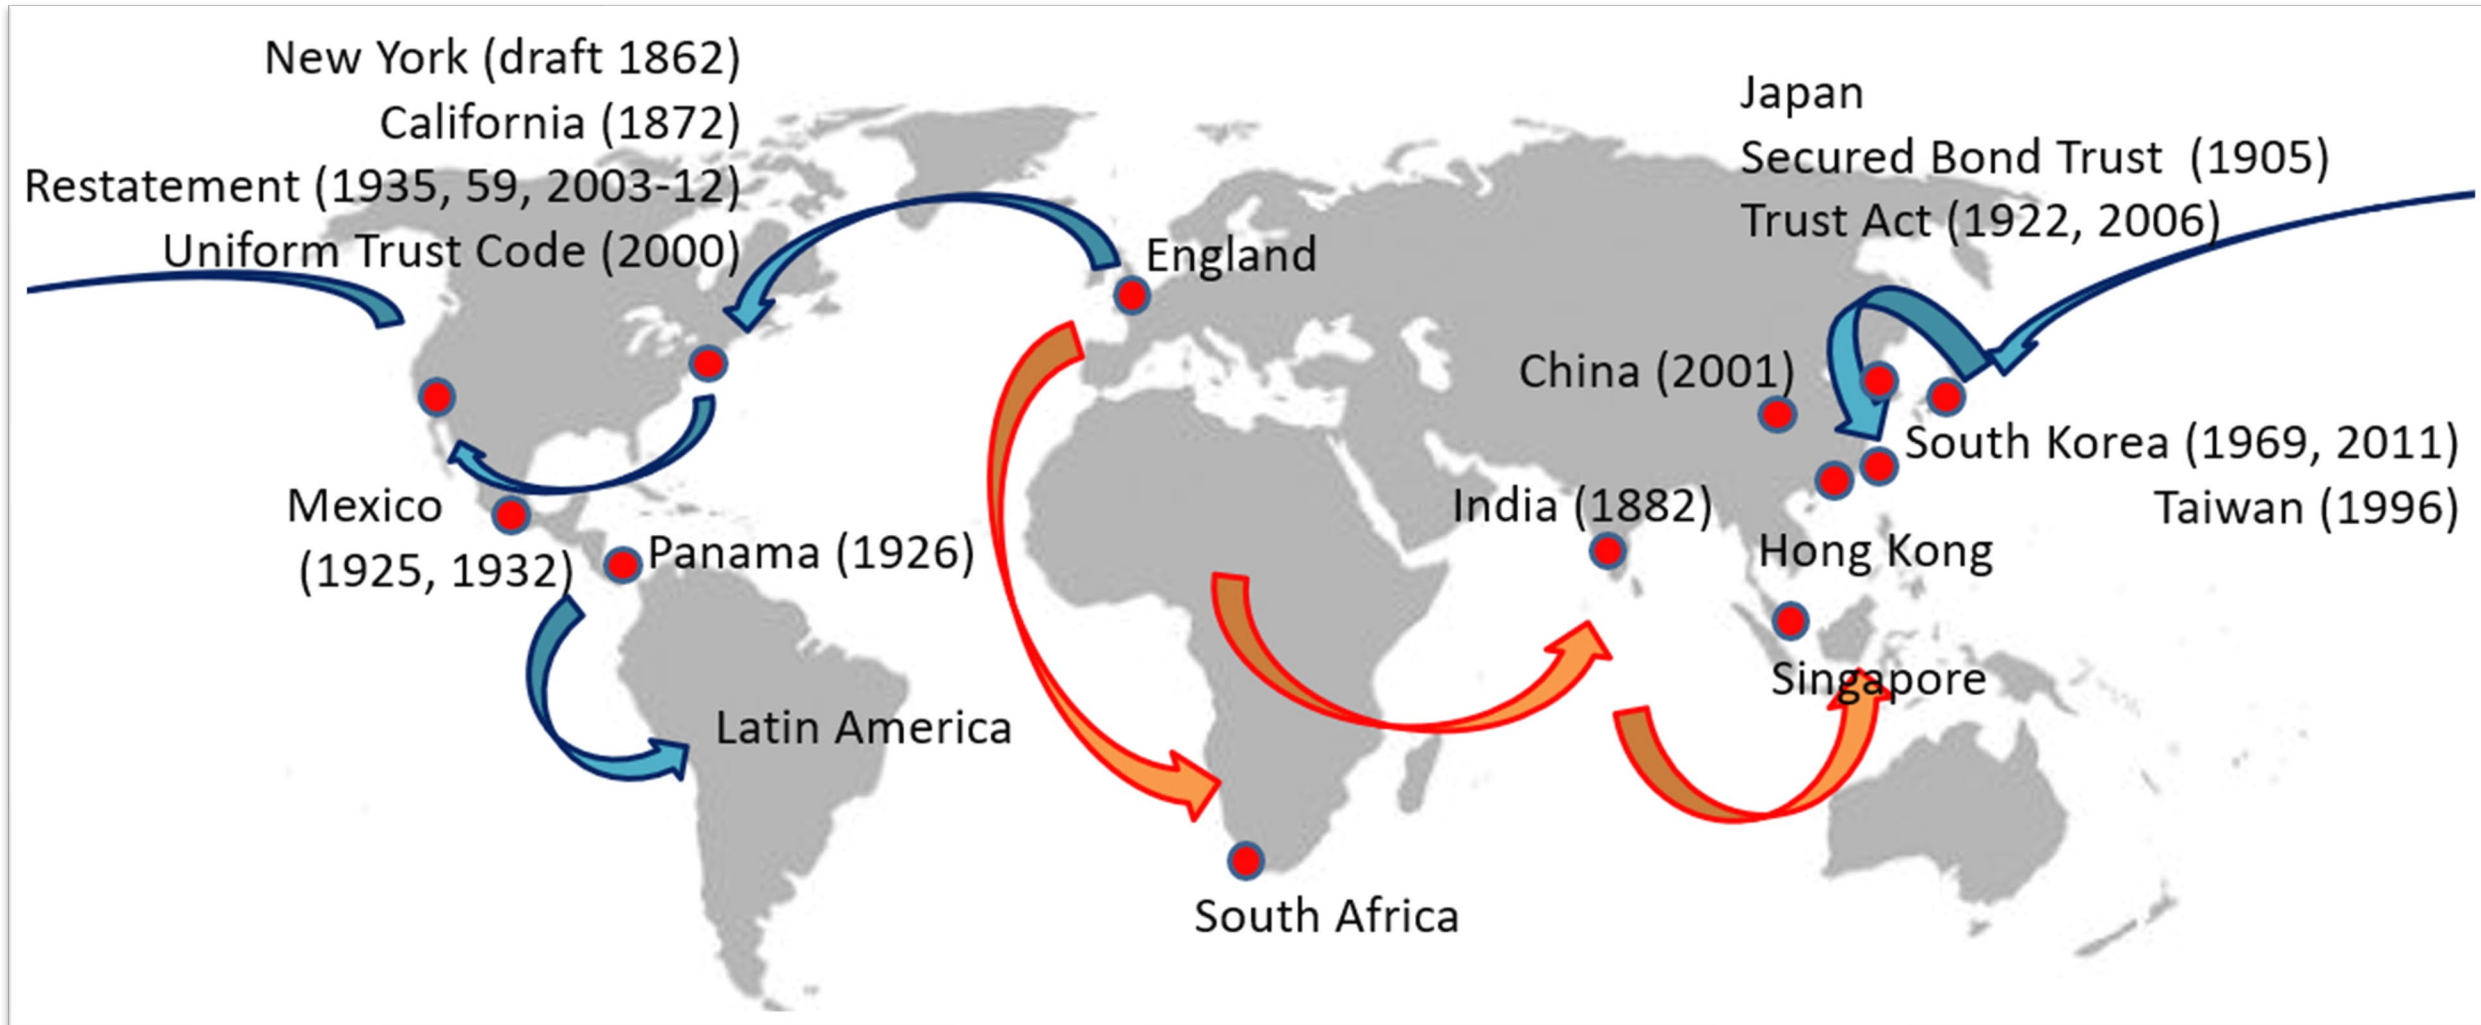 New York (draft 1862)
California (1872)
Restatement (1935, 59, 2003-12)
Uniform Trust Code (2000)
England
Japan
Secured Bond Trust (1905)
Trust Act (1922, 2006)
China (2001)
South Korea (1969, 2011)
Taiwan (1996)
India (1882)
Hong Kong
Singapore
Mexico
(1925, 1932)
Panama (1926)
Latin America
South Africa